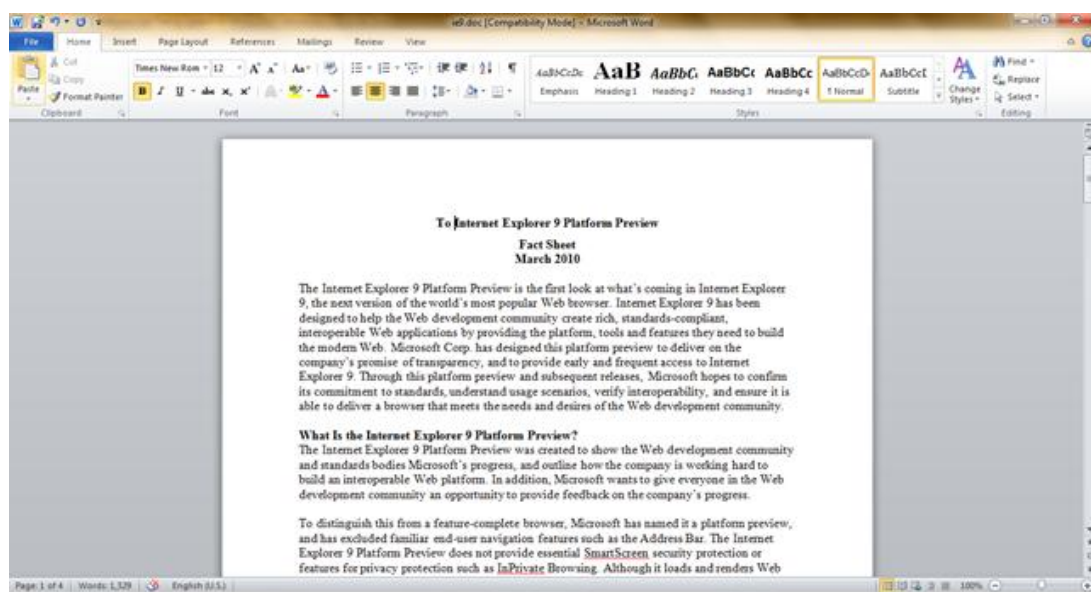 ie9.doc [Compatibility Mode] - Microsoft Word
File Home Insert Page Layout References Mailings Review View
Cut
Copy
Paste
Format Painter
Times New Rom 12
AaBbCcDc AaB AaBbC AaBbCc AaBbCc AaBbCcD AaBbCcI
Emphasis Heading 1 Heading 2 Heading 3 Heading 4 ¶ Normal Subtitle
Change Styles
Find
Replace
Select
Clipboard Font Paragraph Styles Editing
To Internet Explorer 9 Platform Preview
Fact Sheet
March 2010
The Internet Explorer 9 Platform Preview is the first look at what's coming in Internet Explorer
9, the next version of the world's most popular Web browser. Internet Explorer 9 has been
designed to help the Web development community create rich, standards-compliant,
interoperable Web applications by providing the platform, tools and features they need to build
the modern Web. Microsoft Corp. has designed this platform preview to deliver on the
company's promise of transparency, and to provide early and frequent access to Internet
Explorer 9. Through this platform preview and subsequent releases, Microsoft hopes to confirm
its commitment to standards, understand usage scenarios, verify interoperability, and ensure it is
able to deliver a browser that meets the needs and desires of the Web development community.
What Is the Internet Explorer 9 Platform Preview?
The Internet Explorer 9 Platform Preview was created to show the Web development community
and standards bodies Microsoft's progress, and outline how the company is working hard to
build an interoperable Web platform. In addition, Microsoft wants to give everyone in the Web
development community an opportunity to provide feedback on the company's progress.
To distinguish this from a feature-complete browser, Microsoft has named it a platform preview,
and has excluded familiar end-user navigation features such as the Address Bar. The Internet
Explorer 9 Platform Preview does not provide essential SmartScreen security protection or
features for privacy protection such as InPrivate Browsing. Although it loads and renders Web
Page: 1 of 4 Words: 1,329 English (U.S.) 100%